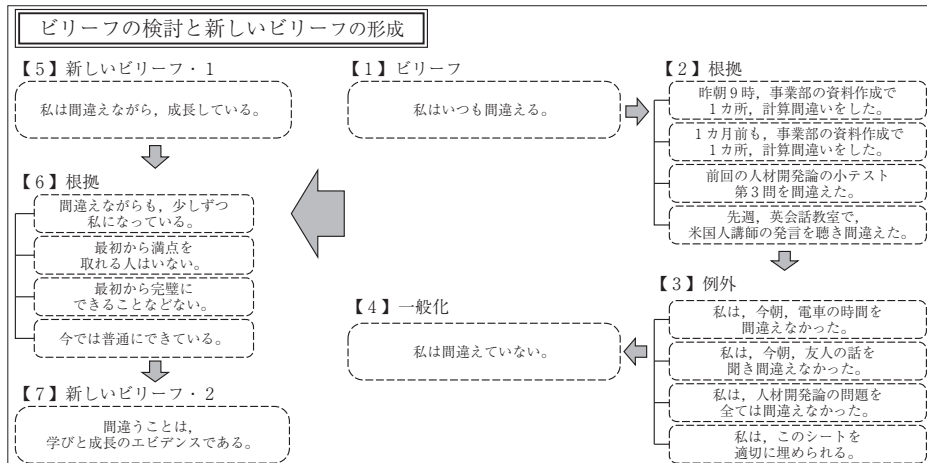 ビリーフの検討と新しいビリーフの形成
【1】ビリーフ
私はいつも間違える。
【2】根拠
昨朝9時，事業部の資料作成で
1カ所，計算間違いをした。
1カ月前も，事業部の資料作成で
1カ所，計算間違いをした。
前回の人材開発論の小テスト
第3問を間違えた。
先週，英会話教室で，
米国人講師の発言を聴き間違えた。
【3】例外
私は，今朝，電車の時間を
間違えなかった。
私は，今朝，友人の話を
聞き間違えなかった。
私は，人材開発論の問題を
全ては間違えなかった。
私は，このシートを
適切に埋められる。
【4】一般化
私は間違えていない。
【5】新しいビリーフ・1
私は間違えながら，成長している。
【6】根拠
間違えながらも，少しずつ
私になっている。
最初から満点を
取れる人はいない。
最初から完璧に
できることなどない。
今では普通にできている。
【7】新しいビリーフ・2
間違うことは，
学びと成長のエビデンスである。